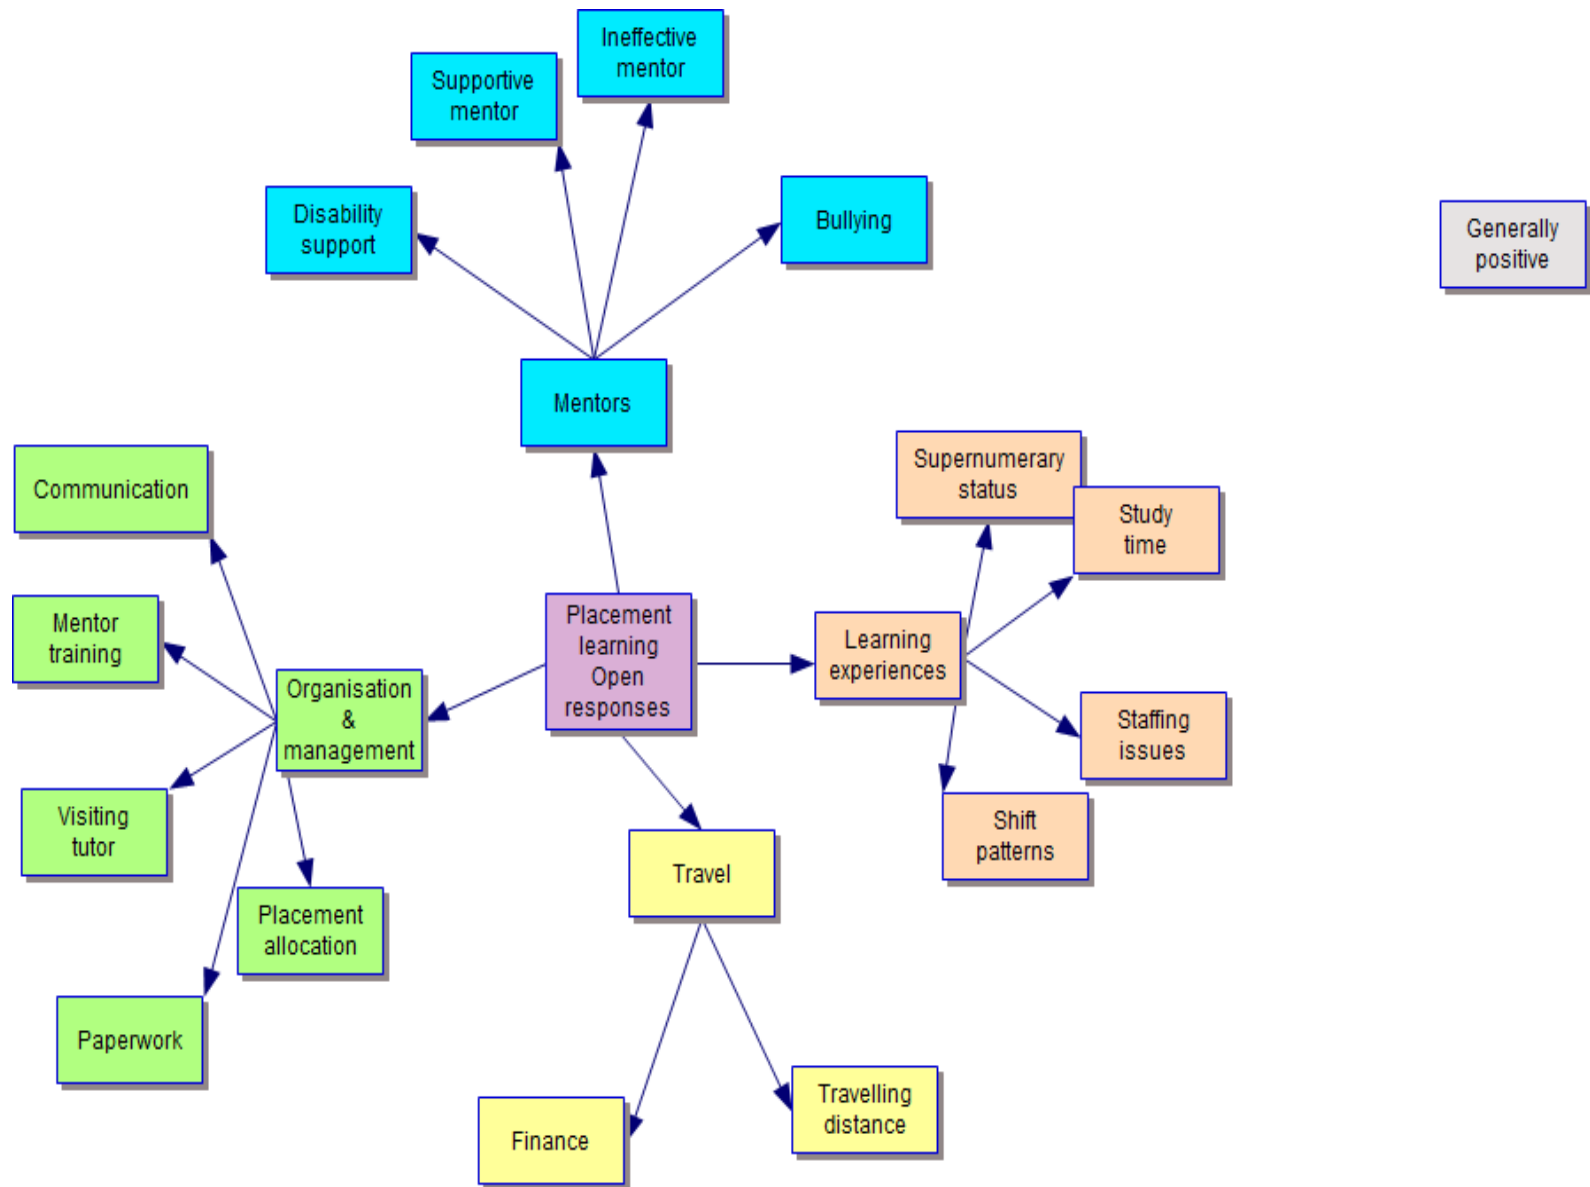 Ineffective
mentor
Supportive
mentor
Disability
support
Bullying
Generally
positive
Mentors
Communication
Supernumerary
status
Study
time
Mentor
training
Placement
learning
Open
responses
Learning
experiences
Organisation
&
management
Staffing
issues
Visiting
tutor
Shift
patterns
Travel
Placement
allocation
Paperwork
Finance
Travelling
distance